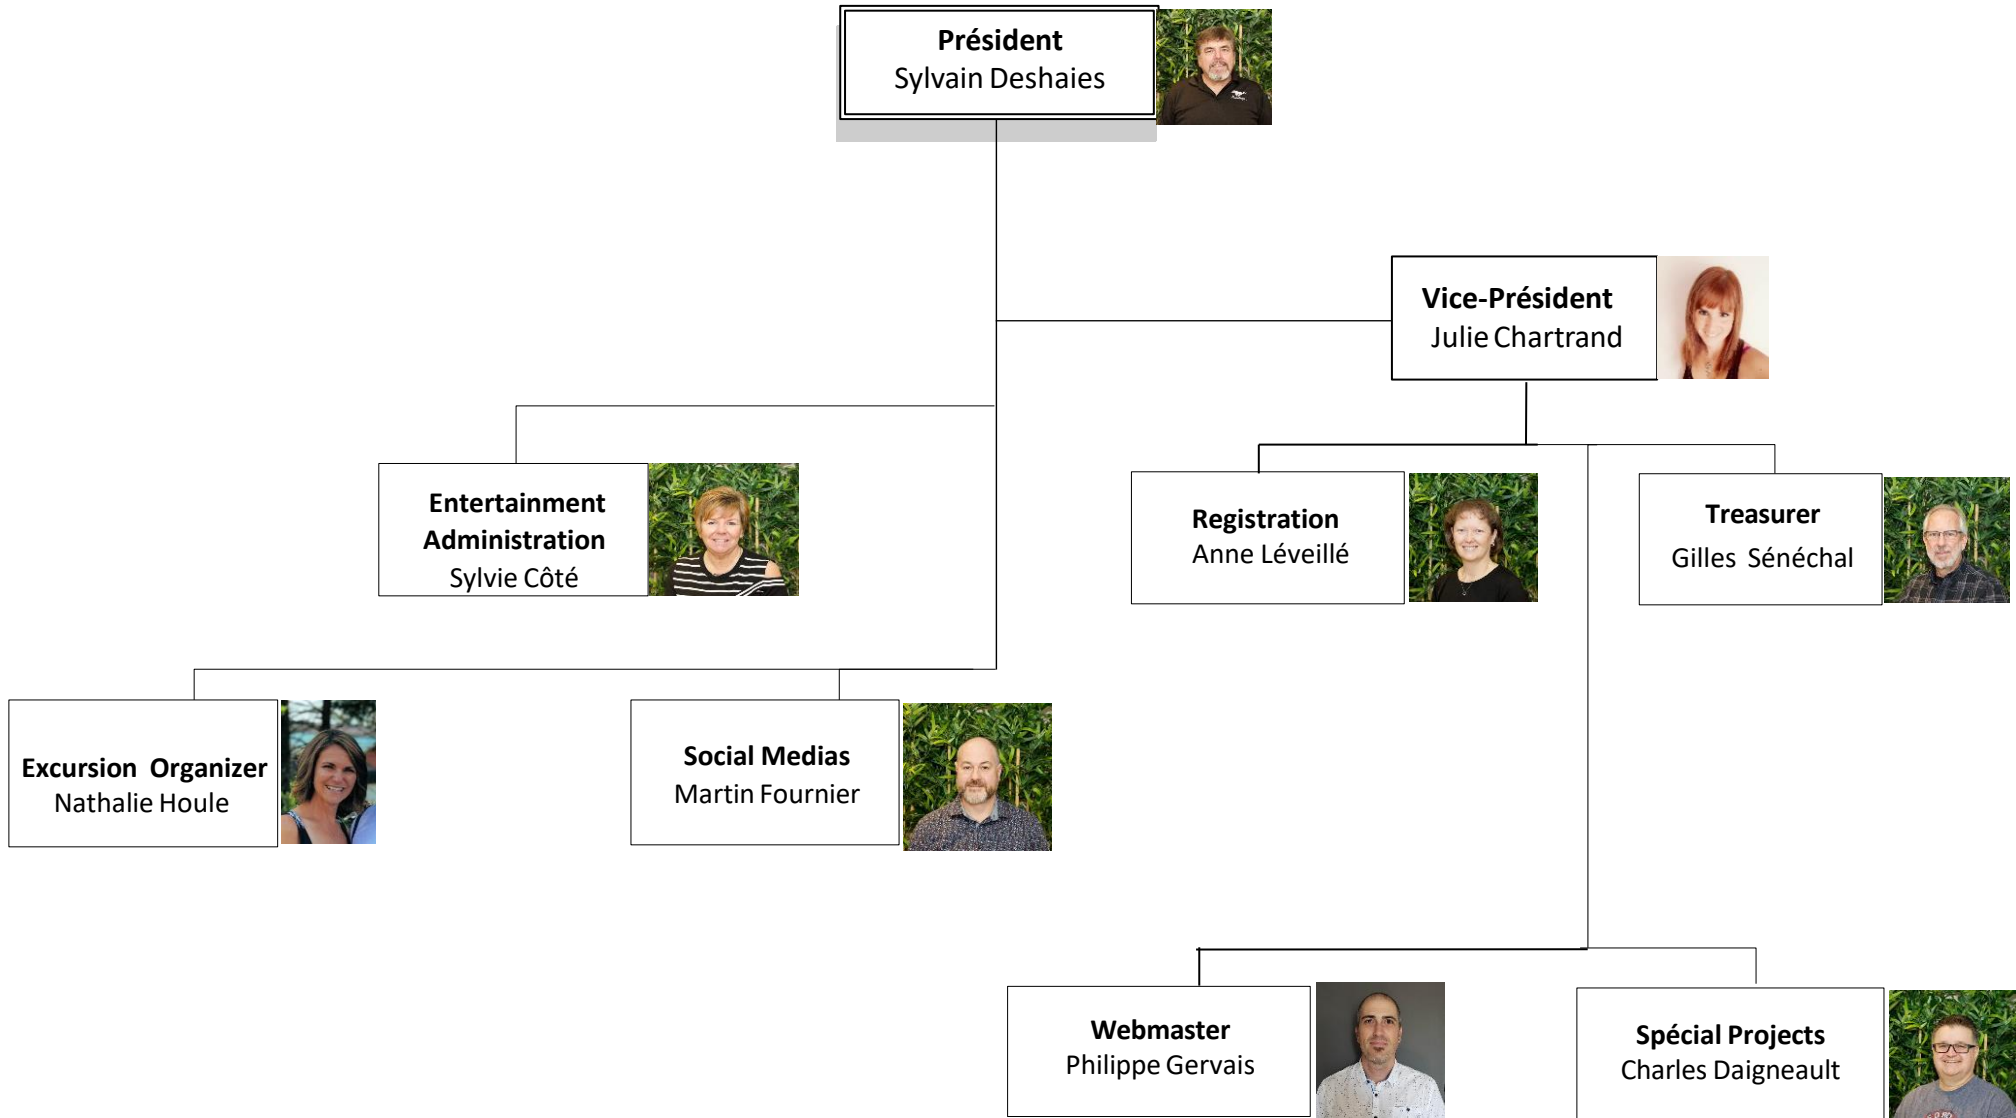 Président
Sylvain Deshaies
Vice-Président
Julie Chartrand
Entertainment
Administration
Sylvie Côté
Registration
Anne Léveillé
Treasurer
Gilles Sénéchal
Excursion Organizer
Nathalie Houle
Social Medias
Martin Fournier
Webmaster
Philippe Gervais
Spécial Projects
Charles Daigneault